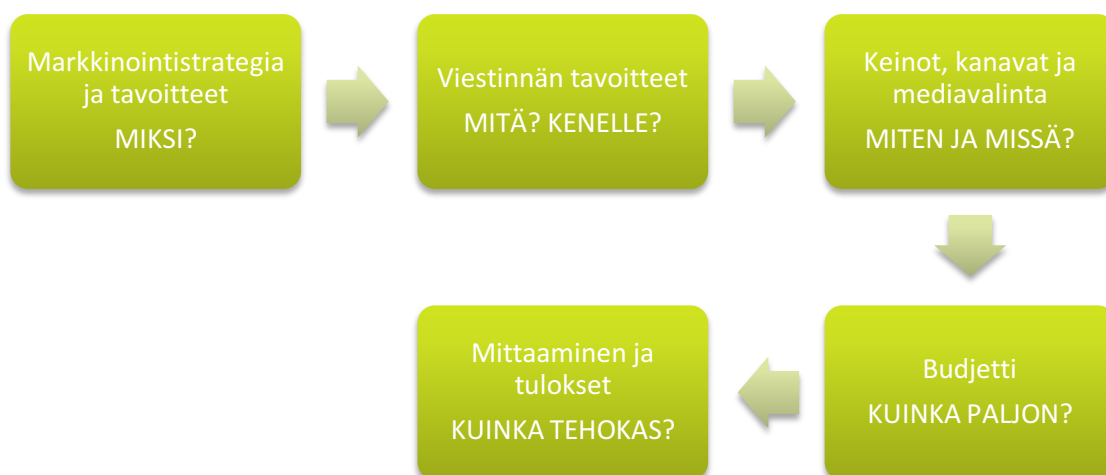 Markkinointistrategia
ja tavoitteet
MIKSI?
Viestinnän tavoitteet
MITÄ? KENELLE?
Keinot, kanavat ja
mediavalinta
MITEN JA MISSÄ?
Budjetti
KUINKA PALJON?
Mittaaminen ja
tulokset
KUINKA TEHOKAS?